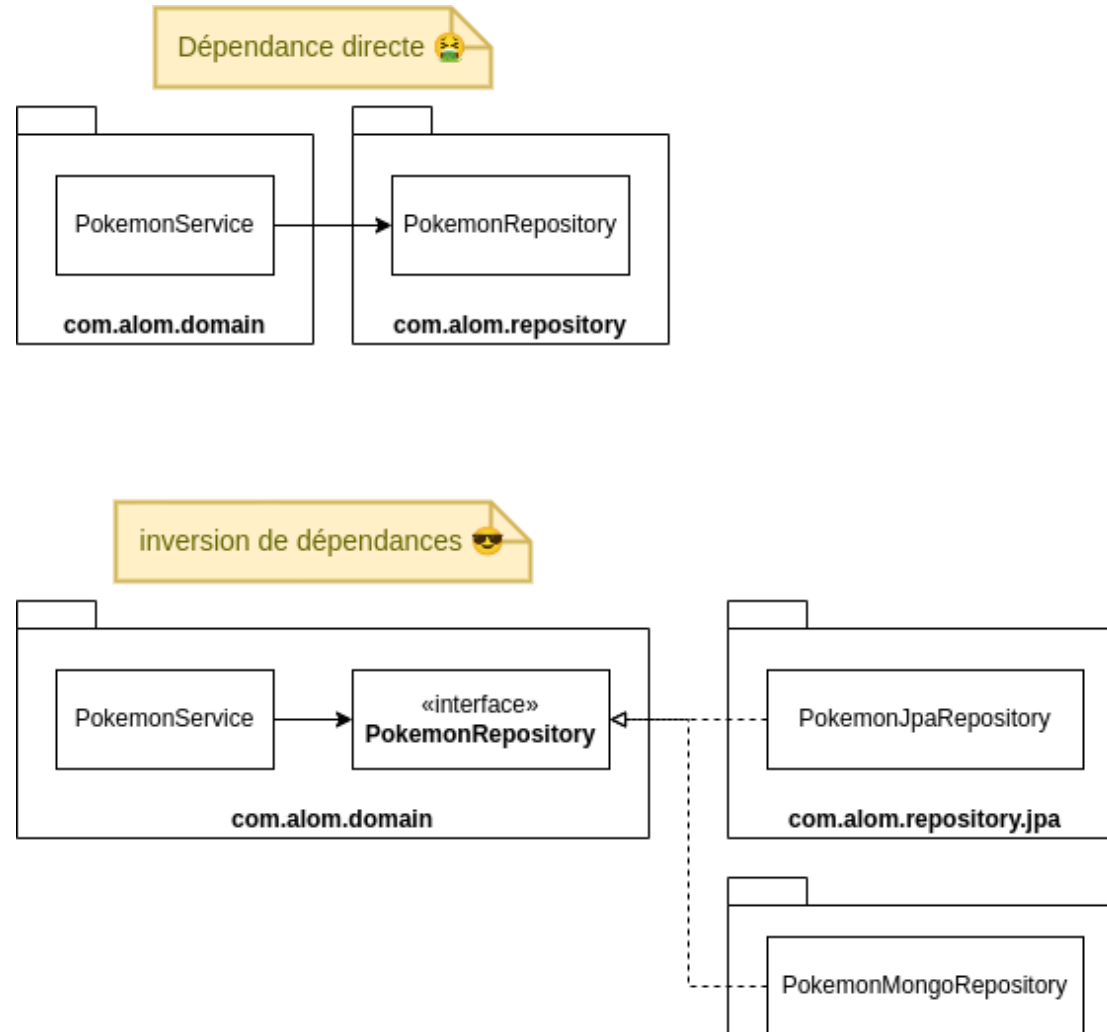 Dépendance directe 🤮
PokemonService
PokemonRepository
com.alom.domain
com.alom.repository
inversion de dépendances 😎
PokemonService
«interface»
PokemonRepository
PokemonJpaRepository
com.alom.domain
com.alom.repository.jpa
PokemonMongoRepository